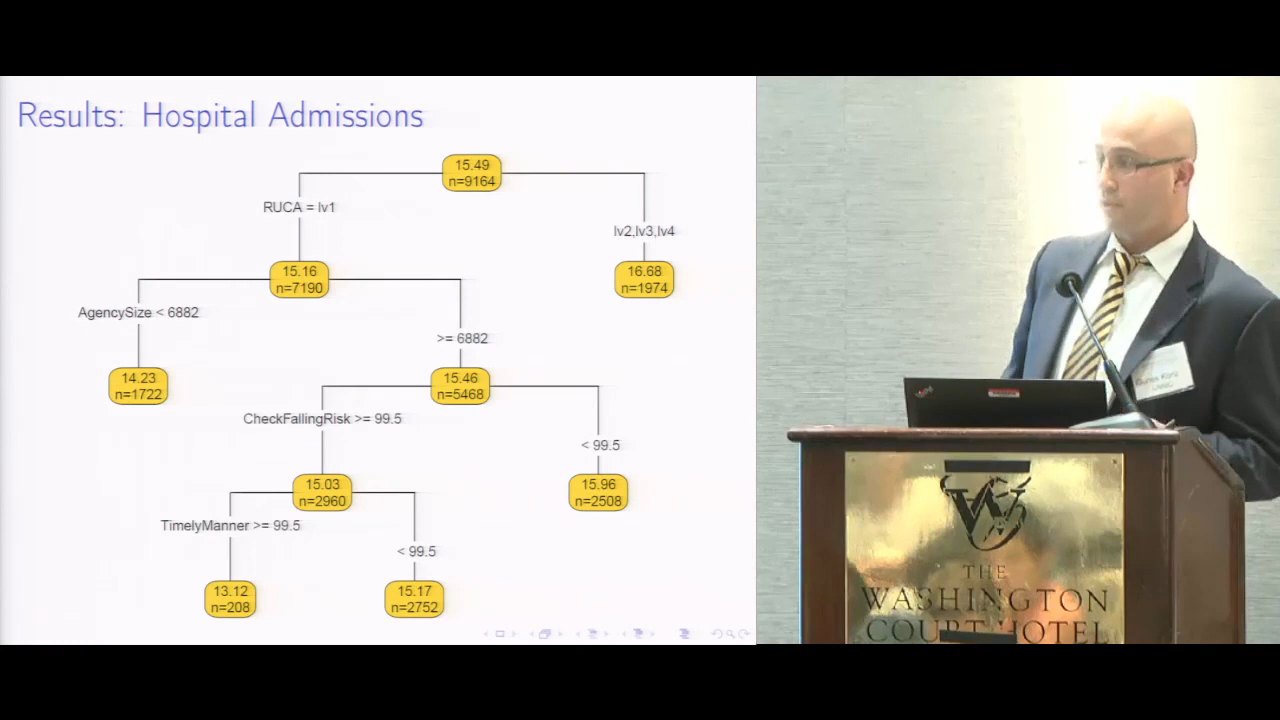 Results: Hospital Admissions
15.49
n=9164
RUCA = lv1
lv2,lv3,lv4
15.16
n=7190
16.68
n=1974
AgencySize < 6882
>= 6882
14.23
n=1722
15.46
n=5468
CheckFallingRisk >= 99.5
< 99.5
15.03
n=2960
15.96
n=2508
TimelyManner >= 99.5
< 99.5
13.12
n=208
15.17
n=2752
THE
WASHINGTON
COURT HOTEL